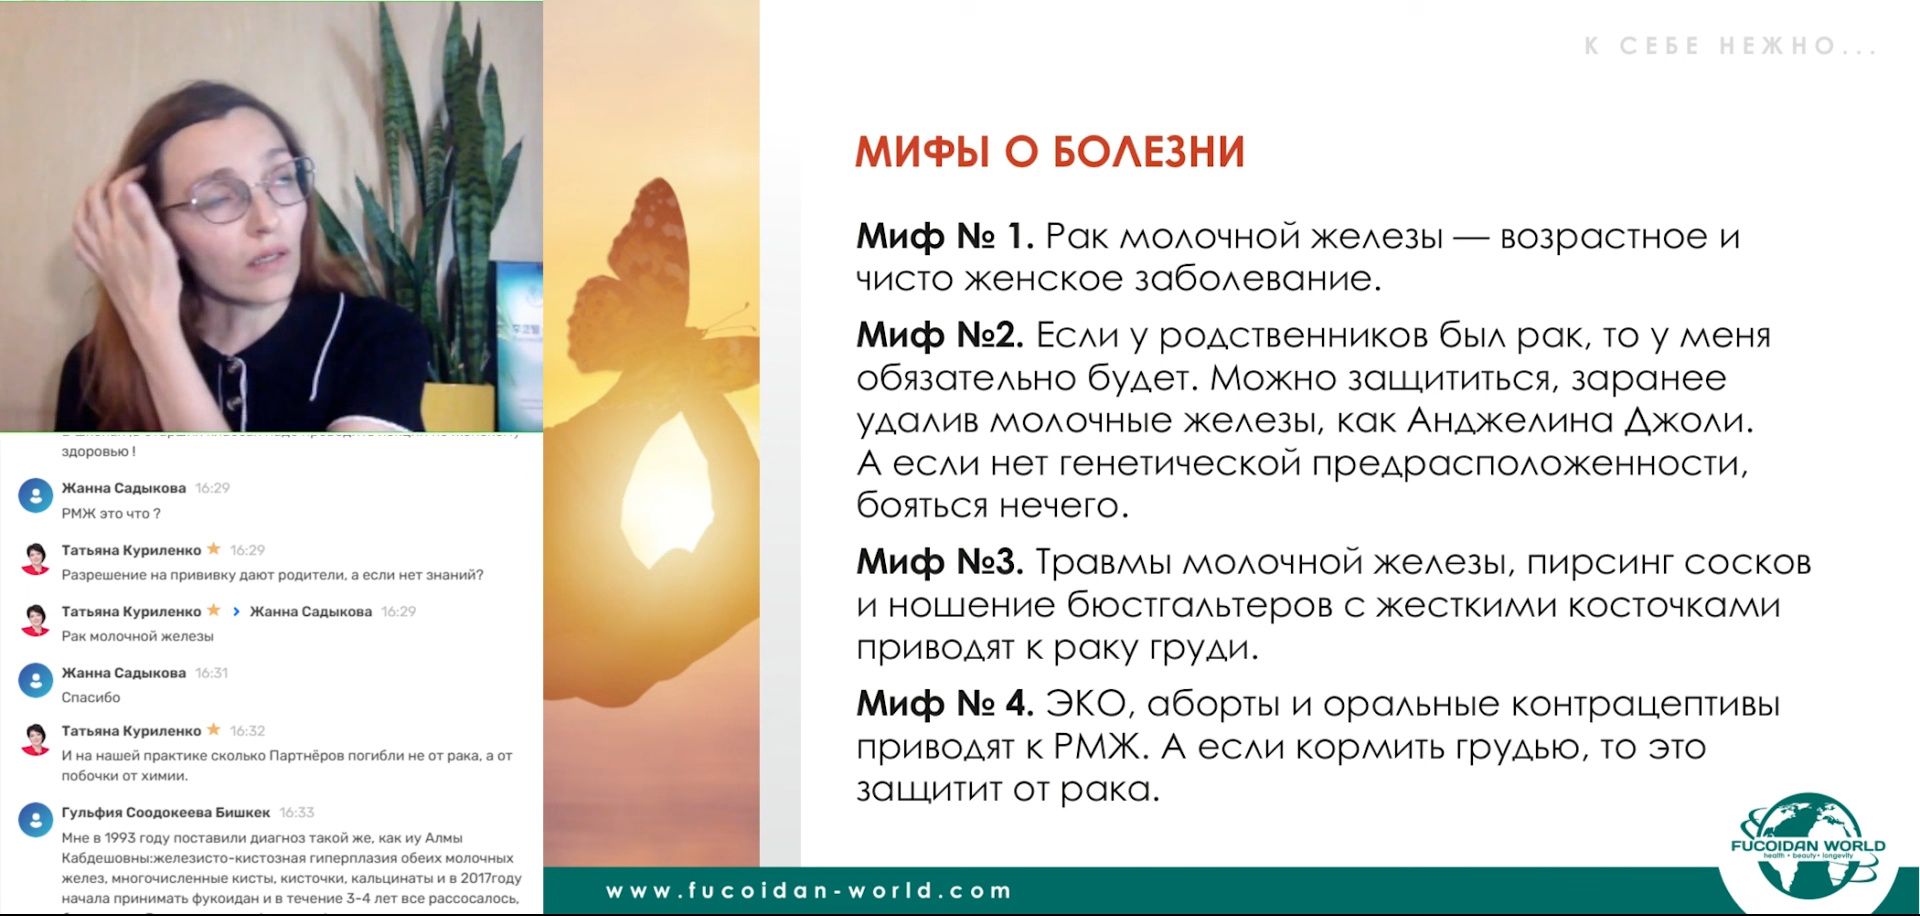 К СЕБЕ НЕЖНО...
МИФЫ О БОЛЕЗНИ
Миф № 1. Рак молочной железы — возрастное и
чисто женское заболевание.
Миф №2. Если у родственников был рак, то у меня
обязательно будет. Можно защититься, заранее
удалив молочные железы, как Анджелина Джоли.
А если нет генетической предрасположенности,
бояться нечего.
Миф №3. Травмы молочной железы, пирсинг сосков
и ношение бюстгальтеров с жесткими косточками
приводят к раку груди.
Миф № 4. ЭКО, аборты и оральные контрацептивы
приводят к РМЖ. А если кормить грудью, то это
защитит от рака.
FUCOIDAN WORLD
health • beauty • longevity
www.fucoidan-world.com
здоровью !
Жанна Садыкова 16:29
РМЖ это что ?
Татьяна Куриленко 16:29
Разрешение на прививку дают родители, а если нет знаний?
Татьяна Куриленко > Жанна Садыкова 16:29
Рак молочной железы
Жанна Садыкова 16:31
Спасибо
Татьяна Куриленко 16:32
И на нашей практике сколько Партнёров погибли не от рака, а от
побочки от химии.
Гульфия Соодокеева Бишкек 16:33
Мне в 1993 году поставили диагноз такой же, как иу Алмы
Кабдешовны:железисто-кистозная гиперплазия обеих молочных
желез, многочисленные кисты, кисточки, кальцинаты и в 2017году
начала принимать фукоидан и в течение 3-4 лет все рассосалось,